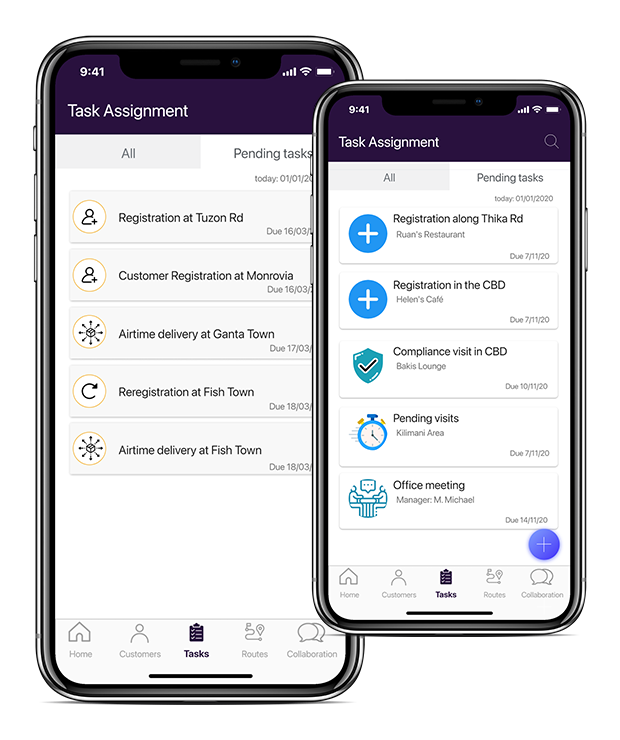 9:41
Task Assignment
All
Pending tasks
today: 01/01/20
Registration at Tuzon Rd
Due 16/03/
Customer Registration at Monrovia
Due 16/03/
Airtime delivery at Ganta Town
Due 17/03/
Reregistration at Fish Town
Due 18/03/
Airtime delivery at Fish Town
Due 18/03/
Home
Customers
Tasks
Routes
Collaboration
9:41
Task Assignment
All
Pending tasks
today: 01/01/2020
Registration along Thika Rd
Ruan's Restaurant
Due 7/11/20
Registration in the CBD
Helen's Café
Due 7/11/20
Compliance visit in CBD
Bakis Lounge
Due 10/11/20
Pending visits
Kilimani Area
Due 7/11/20
Office meeting
Manager: M. Michael
Due 14/11/20
Home
Customers
Tasks
Routes
Collaboration